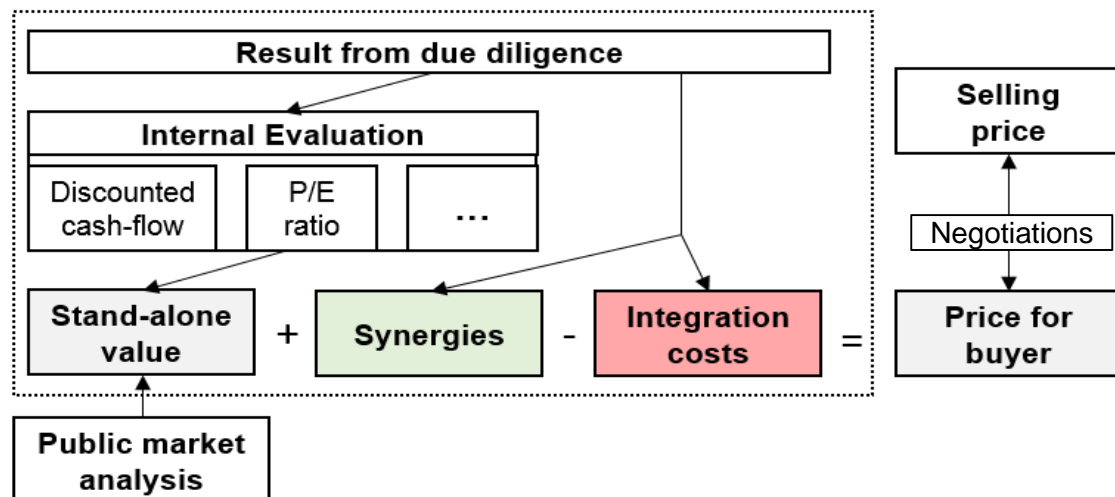 Result from due diligence
Internal Evaluation
Discounted
cash-flow
P/E
ratio
...
Stand-alone
value
+
Synergies
-
Integration
costs
=
Public market
analysis
Selling
price
Negotiations
Price for
buyer